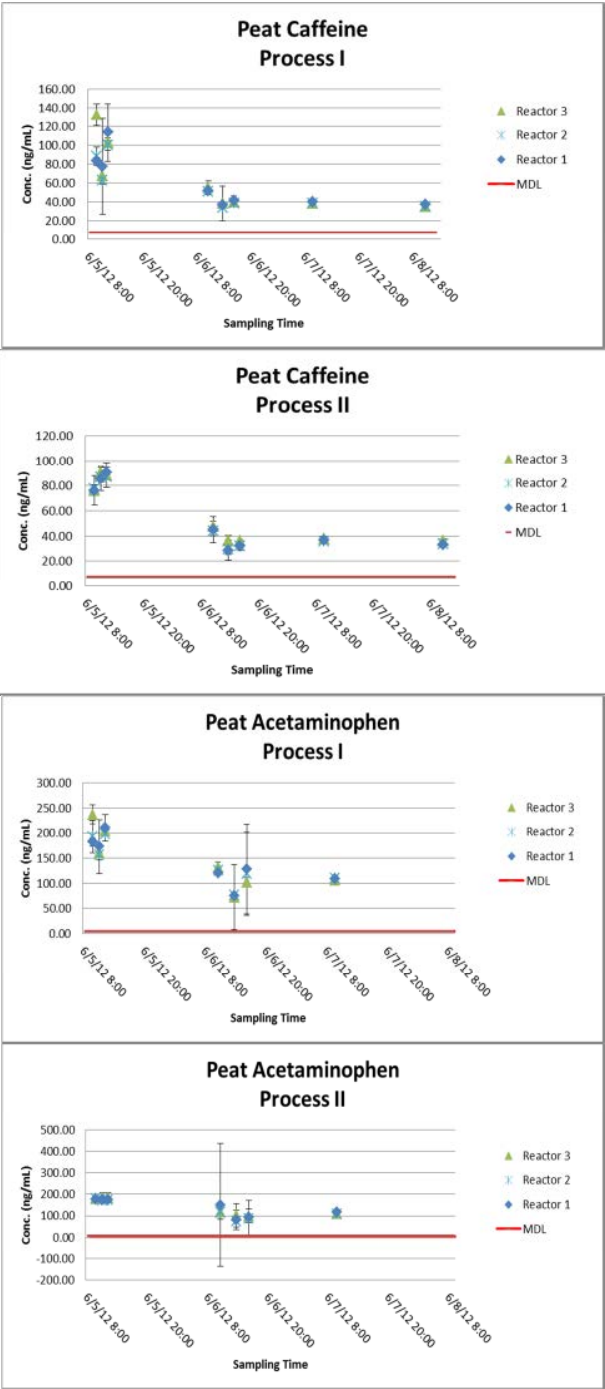 Peat Caffeine
Process I
Conc. (ng/mL)
160.00
140.00
120.00
100.00
80.00
60.00
40.00
20.00
0.00
6/5/12 8:00
6/5/12 20:00
6/6/12 8:00
6/6/12 20:00
6/7/12 8:00
6/7/12 20:00
6/8/12 8:00
Sampling Time
Reactor 3
Reactor 2
Reactor 1
MDL
Peat Caffeine
Process II
Conc. (ng/mL)
120.00
100.00
80.00
60.00
40.00
20.00
0.00
6/5/12 8:00
6/5/12 20:00
6/6/12 8:00
6/6/12 20:00
6/7/12 8:00
6/7/12 20:00
6/8/12 8:00
Sampling Time
Reactor 3
Reactor 2
Reactor 1
MDL
Peat Acetaminophen
Process I
Conc. (ng/mL)
300.00
250.00
200.00
150.00
100.00
50.00
0.00
6/5/12 8:00
6/5/12 20:00
6/6/12 8:00
6/6/12 20:00
6/7/12 8:00
6/7/12 20:00
6/8/12 8:00
Sampling Time
Reactor 3
Reactor 2
Reactor 1
MDL
Peat Acetaminophen
Process II
Conc. (ng/mL)
500.00
400.00
300.00
200.00
100.00
0.00
-100.00
-200.00
6/5/12 8:00
6/5/12 20:00
6/6/12 8:00
6/6/12 20:00
6/7/12 8:00
6/7/12 20:00
6/8/12 8:00
Sampling Time
Reactor 3
Reactor 2
Reactor 1
MDL